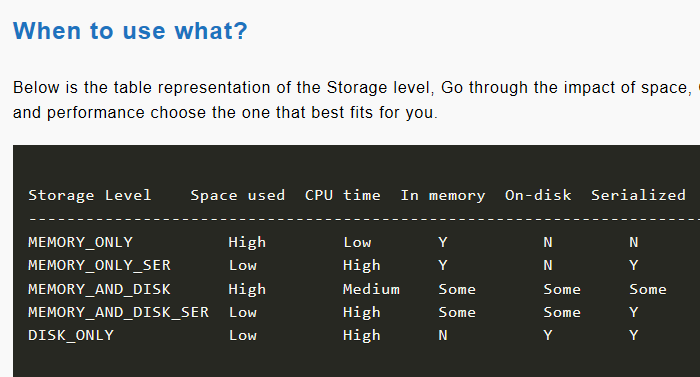 When to use what?
Below is the table representation of the Storage level, Go through the impact of space,
and performance choose the one that best fits for you.
Storage Level Space used CPU time In memory On-disk Serialized
------------------------------------------------------------------------
MEMORY_ONLY High Low Y N N
MEMORY_ONLY_SER Low High Y N Y
MEMORY_AND_DISK High Medium Some Some Some
MEMORY_AND_DISK_SER Low High Some Some Y
DISK_ONLY Low High N Y Y